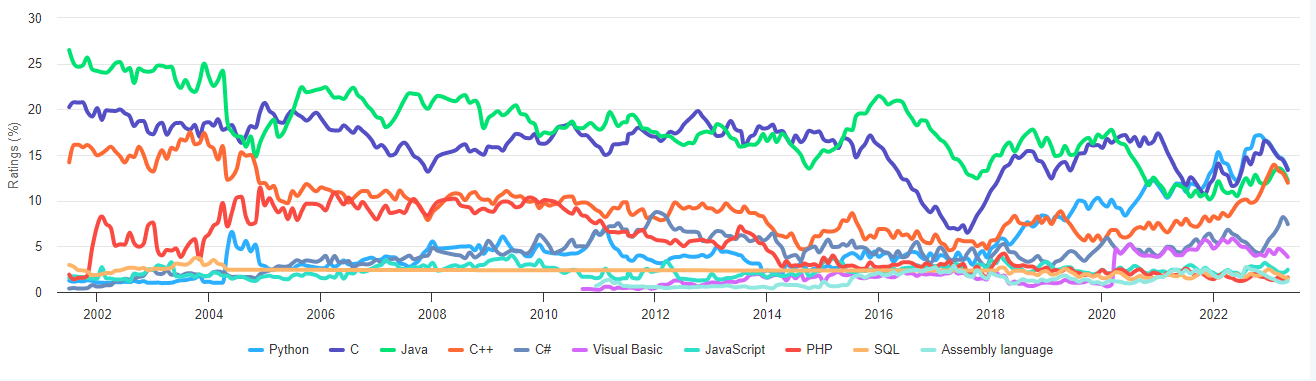 30
25
20
15
10
5
0
Ratings (%)
2002 2004 2006 2008 2010 2012 2014 2016 2018 2020 2022
Python C Java C++ C# Visual Basic JavaScript PHP SQL Assembly language